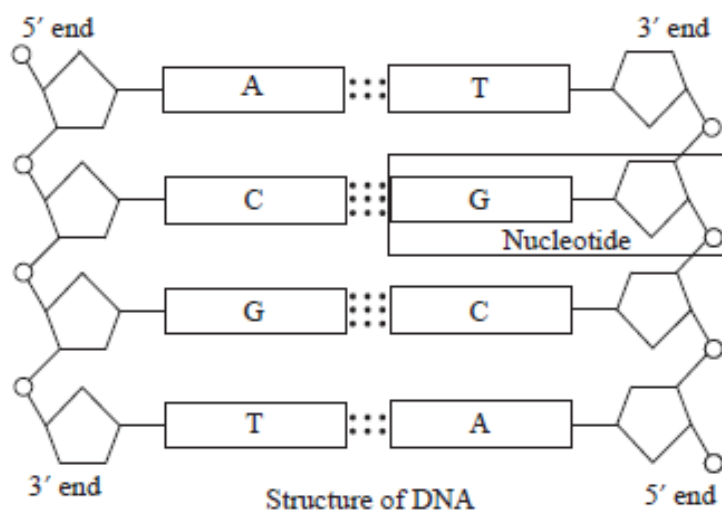 5′ end 3′ end
A T
C G
Nucleotide
G C
T A
3′ end 5′ end
Structure of DNA